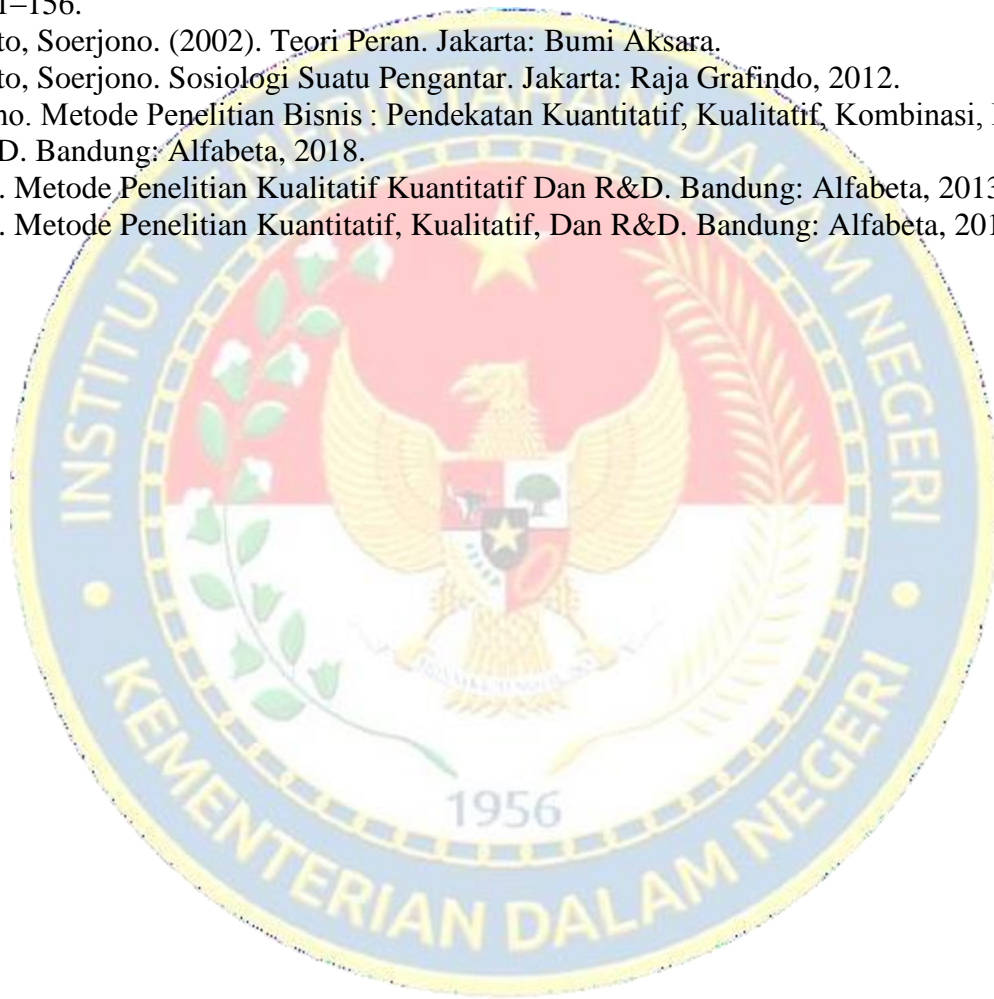 1–156.
to, Soerjono. (2002). Teori Peran. Jakarta: Bumi Aksara.
to, Soerjono. Sosiologi Suatu Pengantar. Jakarta: Raja Grafindo, 2012.
no. Metode Penelitian Bisnis : Pendekatan Kuantitatif, Kualitatif, Kombinasi,
D. Bandung: Alfabeta, 2018.
. Metode Penelitian Kualitatif Kuantitatif Dan R&D. Bandung: Alfabeta, 2013
. Metode Penelitian Kuantitatif, Kualitatif, Dan R&D. Bandung: Alfabeta, 201
INSTITUT PEMERINTAHAN DALAM NEGERI
1956
KEMENTERIAN DALAM NEGERI